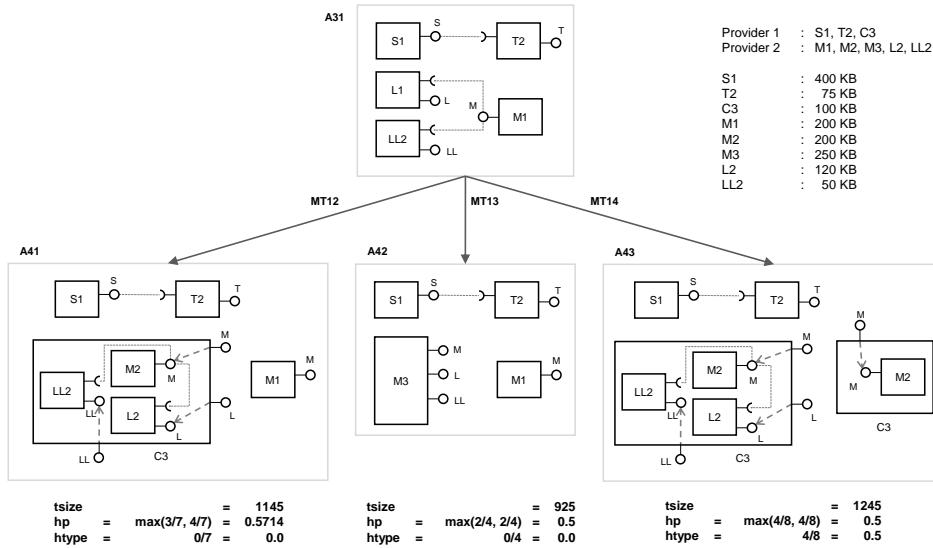 A31
S
T
S1
T2
L1
L
M
M1
LL2
LL
Provider 1 : S1, T2, C3
Provider 2 : M1, M2, M3, L2, LL2
S1 : 400 KB
T2 : 75 KB
C3 : 100 KB
M1 : 200 KB
M2 : 200 KB
M3 : 250 KB
L2 : 120 KB
LL2 : 50 KB
MT12
MT13
MT14
A41
S
T
S1
T2
M
M2
M
LL2
M
M1
LL
L2
L
L
LL
C3
A42
S
T
S1
T2
M
M3
L
LL
M
M1
A43
S
T
S1
T2
M
M
M2
M
LL2
LL
L2
L
L
LL
C3
M
M2
C3
tsize = 1145
hp = max(3/7, 4/7) = 0.5714
htype = 0/7 = 0.0
tsize = 925
hp = max(2/4, 2/4) = 0.5
htype = 0/4 = 0.0
tsize = 1245
hp = max(4/8, 4/8) = 0.5
htype = 4/8 = 0.5